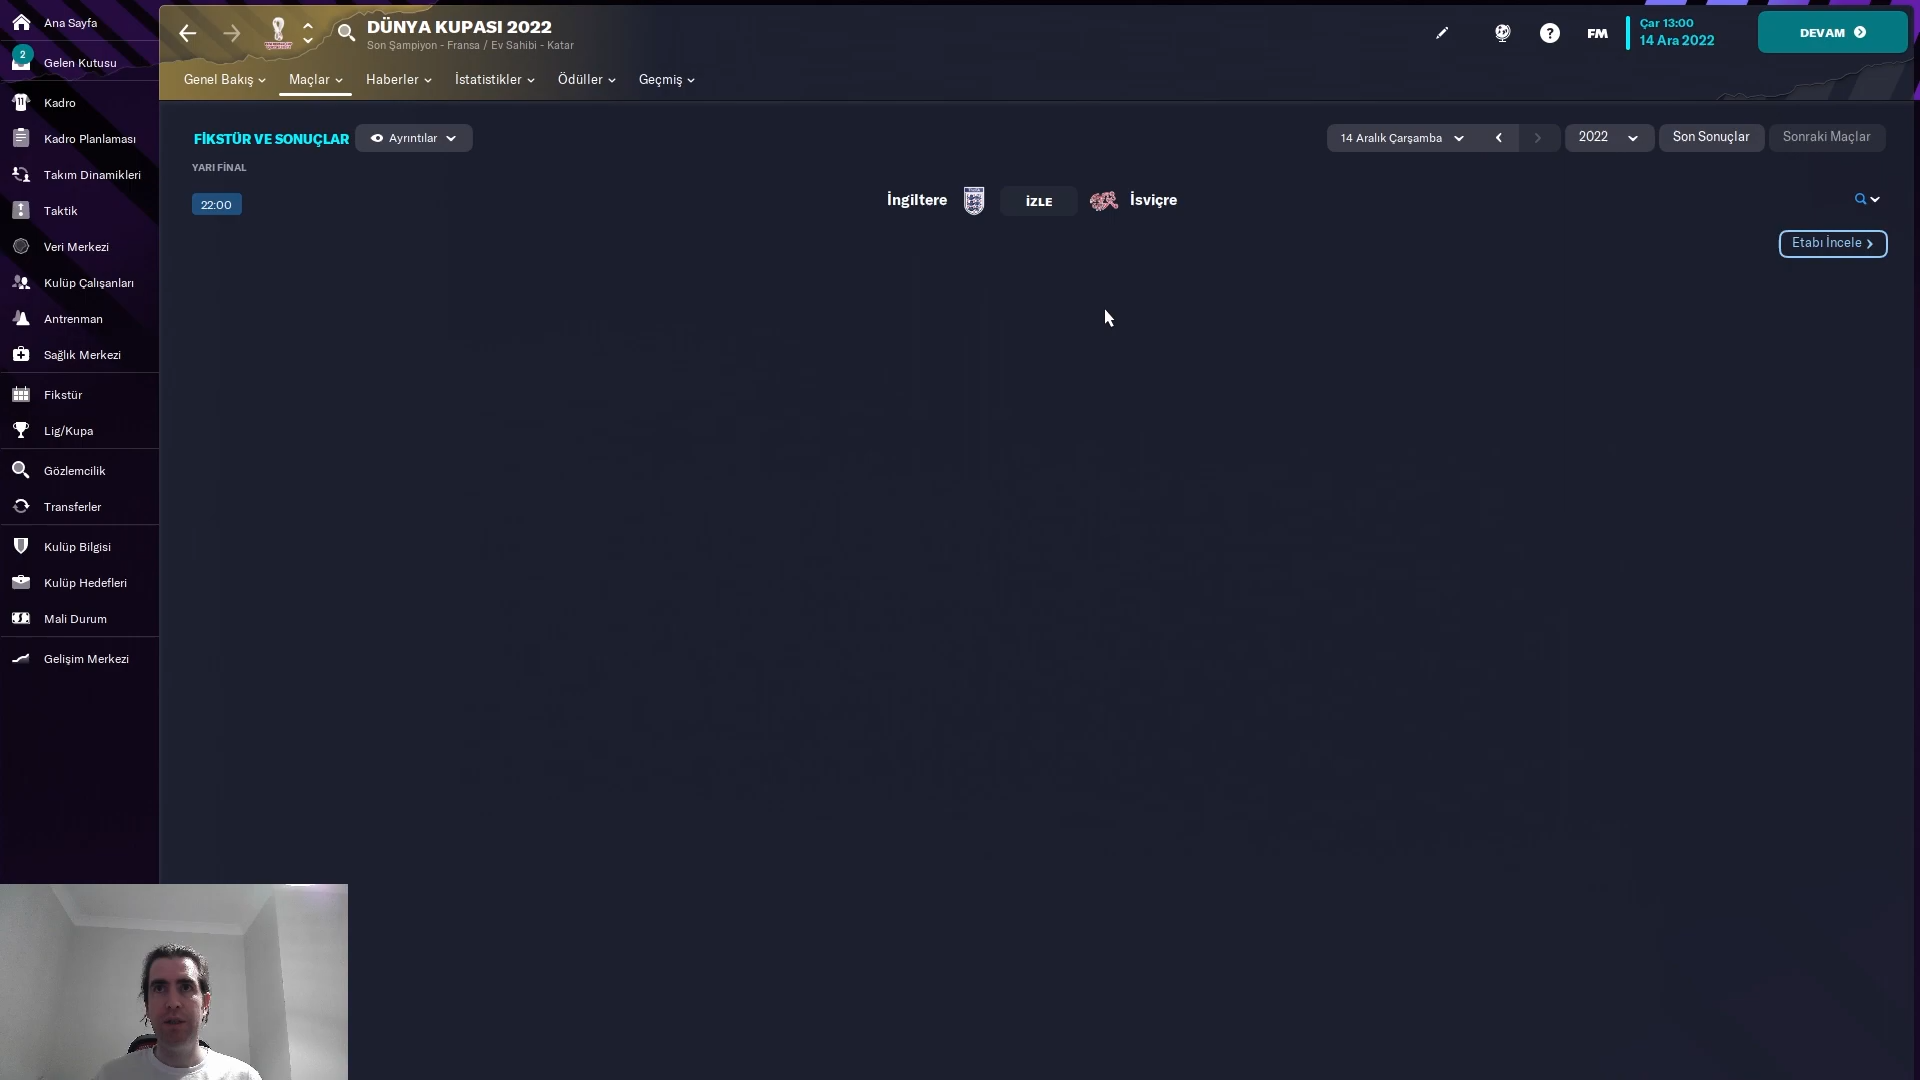 Ana Sayfa
2
Gelen Kutusu
Kadro
Kadro Planlaması
Takım Dinamikleri
Taktik
Veri Merkezi
Kulüp Çalışanları
Antrenman
Sağlık Merkezi
Fikstür
Lig/Kupa
Gözlemcilik
Transferler
Kulüp Bilgisi
Kulüp Hedefleri
Mali Durum
Gelişim Merkezi
DÜNYA KUPASI 2022
Son Şampiyon - Fransa / Ev Sahibi - Katar
? FM
Çar 13:00
14 Ara 2022
DEVAM
Genel Bakış Maçlar Haberler İstatistikler Ödüller Geçmiş
FİKSTÜR VE SONUÇLAR Ayrıntılar 14 Aralık Çarşamba 2022 Son Sonuçlar Sonraki Maçlar
YARI FİNAL
22:00 İngiltere İZLE İsviçre
Etabı İncele